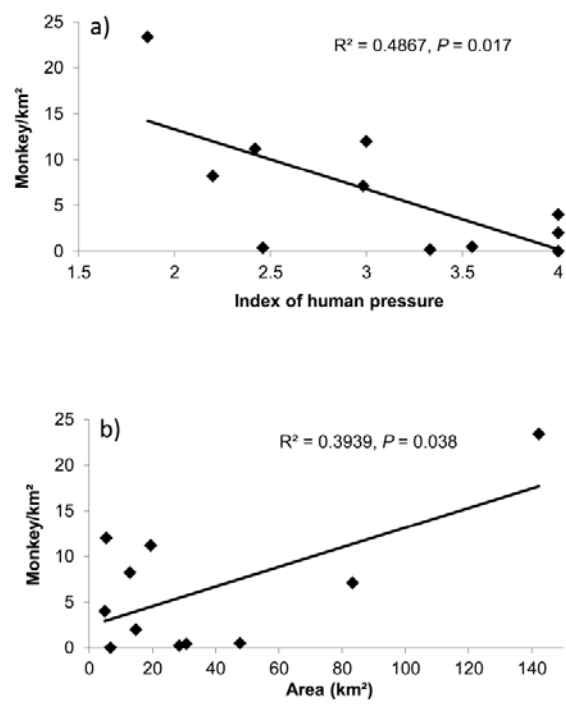 a)
R² = 0.4867, P = 0.017
Monkey/km²
25
20
15
10
5
0
1.5 2 2.5 3 3.5 4
Index of human pressure
b)
R² = 0.3939, P = 0.038
Monkey/km²
25
20
15
10
5
0
0 20 40 60 80 100 120 140
Area (km²)